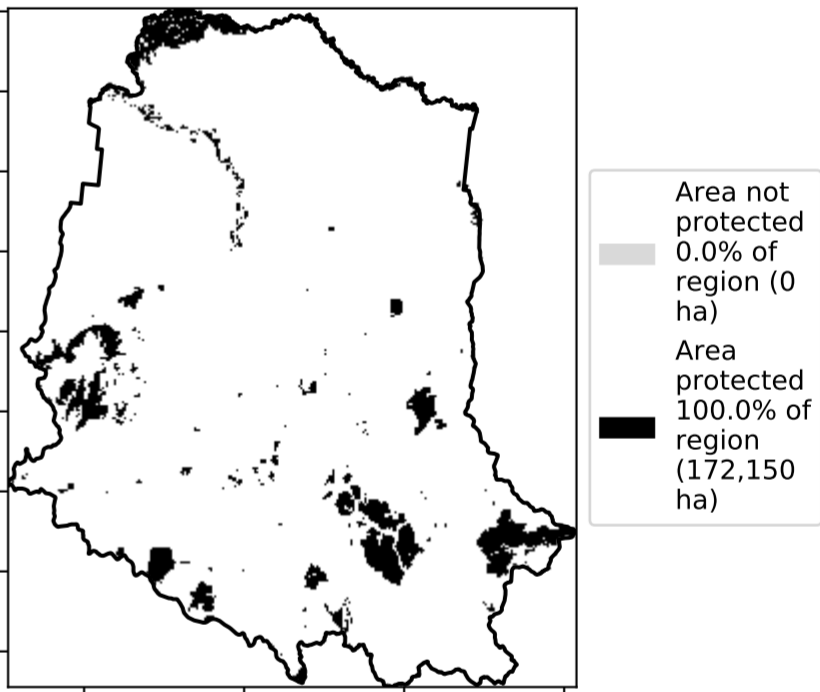 Area not
protected
0.0% of
region (0
ha)
Area
protected
100.0% of
region
(172,150
ha)